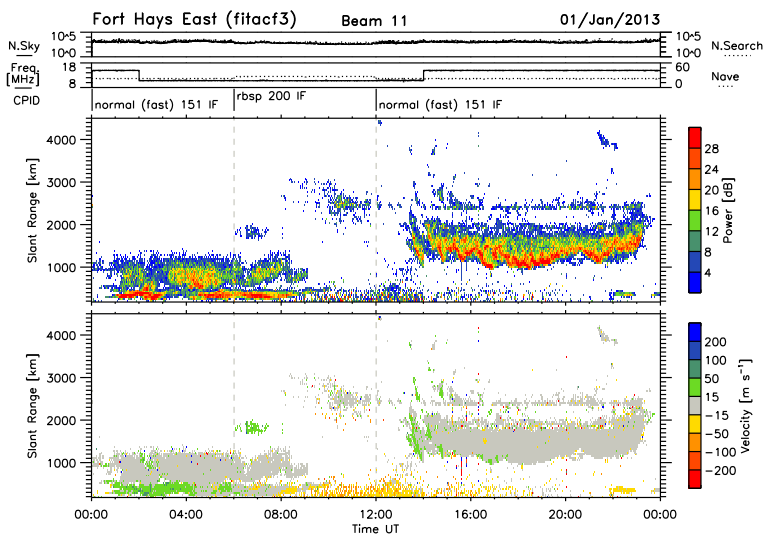 Fort Hays East (fitacf3) Beam 11 01/Jan/2013
N.Sky 10^5 10^0 10^5 10^0 N.Search
Freq. [MHz] 18 8 60 0 Nave
CPID normal (fast) 151 IF rbsp 200 IF normal (fast) 151 IF
Slant Range [km]
4000
3000
2000
1000
28
24
20
16
12
8
4
Power [dB]
Slant Range [km]
4000
3000
2000
1000
200
100
50
15
-15
-50
-100
-200
Velocity [m s^-1]
00:00 04:00 08:00 12:00 16:00 20:00 00:00
Time UT